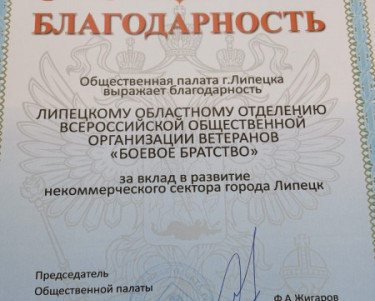 БЛАГОДАРНОСТЬ
Общественная палата г.Липецка
выражает благодарность
ЛИПЕЦКОМУ ОБЛАСТНОМУ ОТДЕЛЕНИЮ
ВСЕРОССИЙСКОЙ ОБЩЕСТВЕННОЙ
ОРГАНИЗАЦИИ ВЕТЕРАНОВ
«БОЕВОЕ БРАТСТВО»
за вклад в развитие
некоммерческого сектора города Липецк
Председатель
Общественной палаты
Ф.А Жигаров